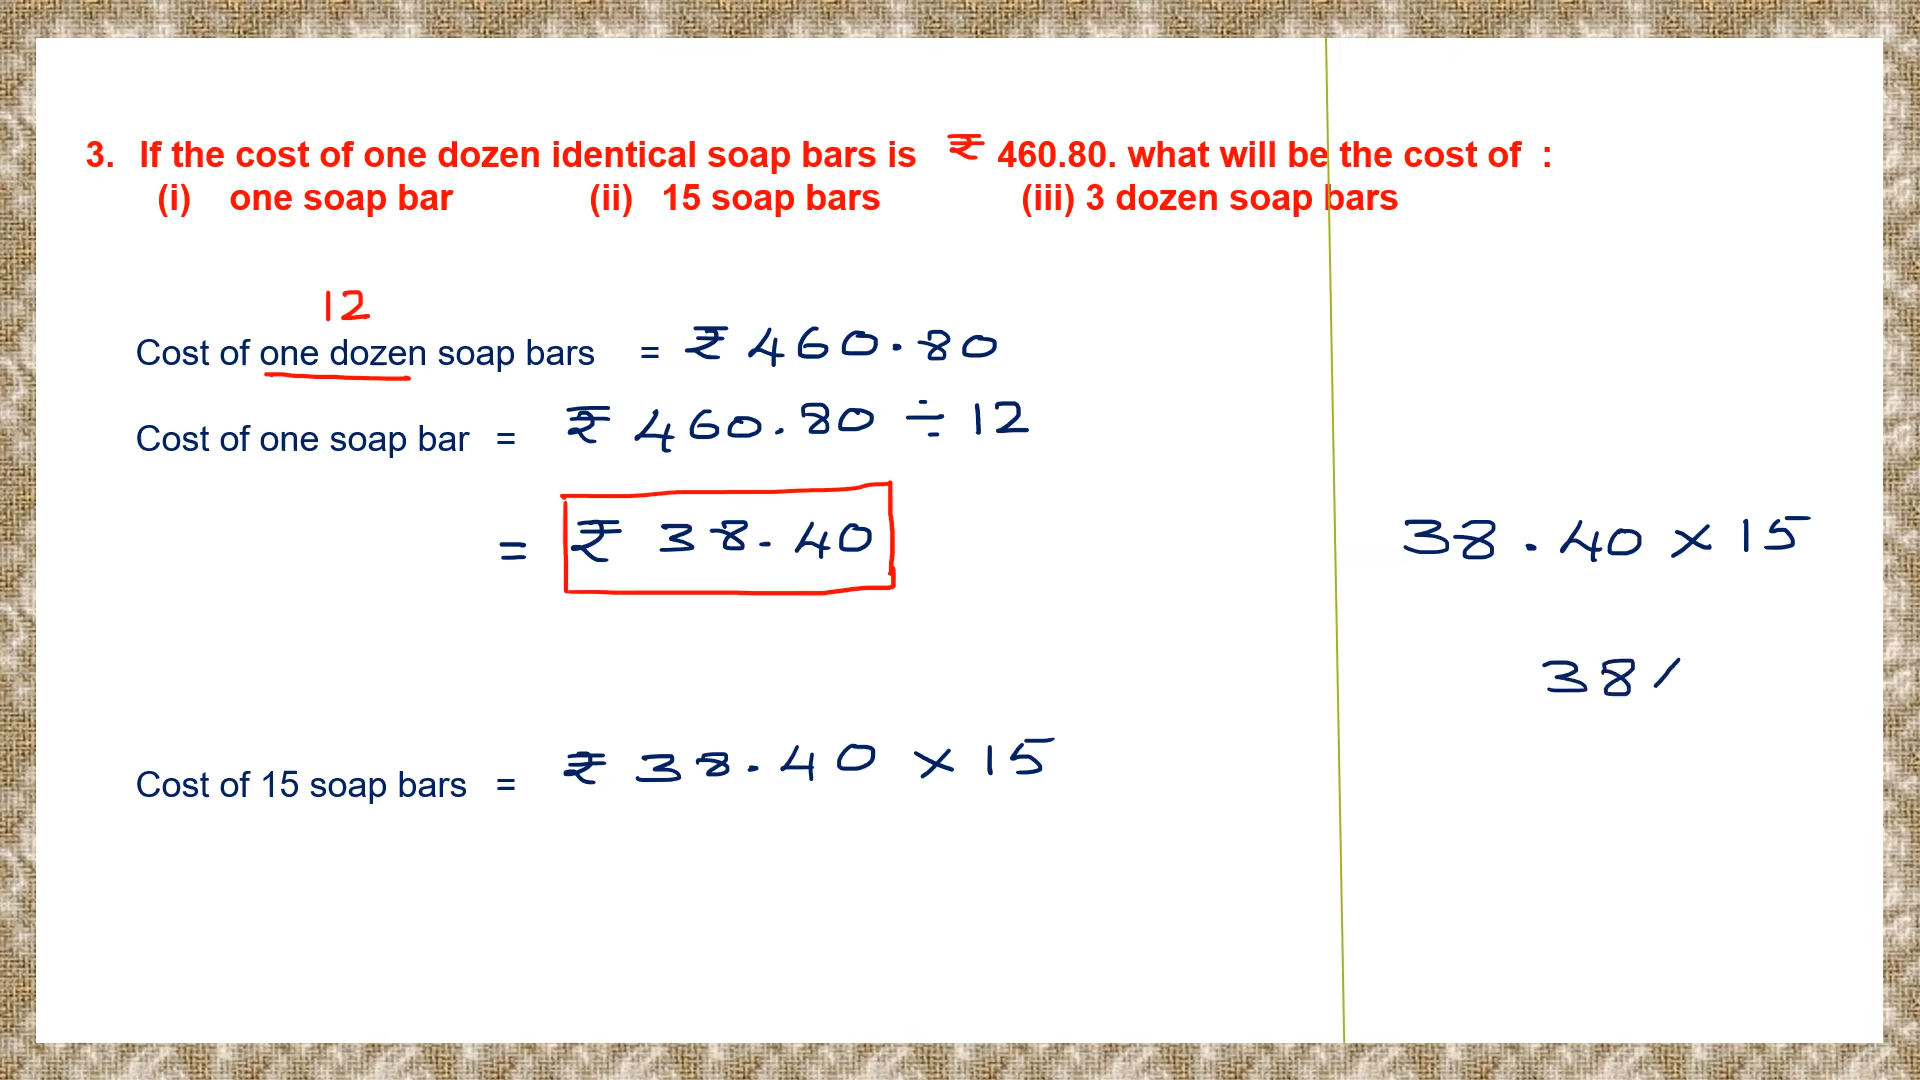 3. If the cost of one dozen identical soap bars is ₹ 460.80. what will be the cost of :
(i) one soap bar (ii) 15 soap bars (iii) 3 dozen soap bars
12
Cost of one dozen soap bars = ₹ 460.80
Cost of one soap bar = ₹ 460.80 ÷ 12
= ₹ 38.40
38.40 × 15
38
Cost of 15 soap bars = ₹ 38.40 × 15